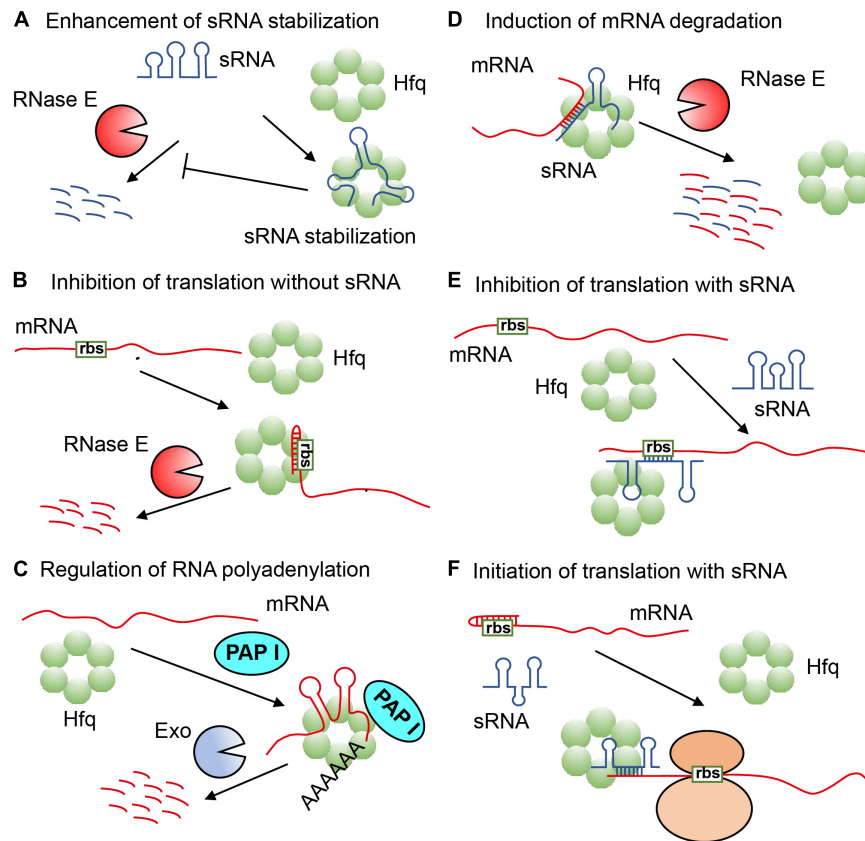 A Enhancement of sRNA stabilization
sRNA
Hfq
RNase E
sRNA stabilization
B Inhibition of translation without sRNA
mRNA
rbs
Hfq
RNase E
rbs
C Regulation of RNA polyadenylation
mRNA
PAP I
Hfq
PAP I
Exo
AAAAAA
D Induction of mRNA degradation
mRNA
Hfq
RNase E
sRNA
E Inhibition of translation with sRNA
rbs
mRNA
Hfq
sRNA
rbs
F Initiation of translation with sRNA
rbs
mRNA
Hfq
sRNA
rbs